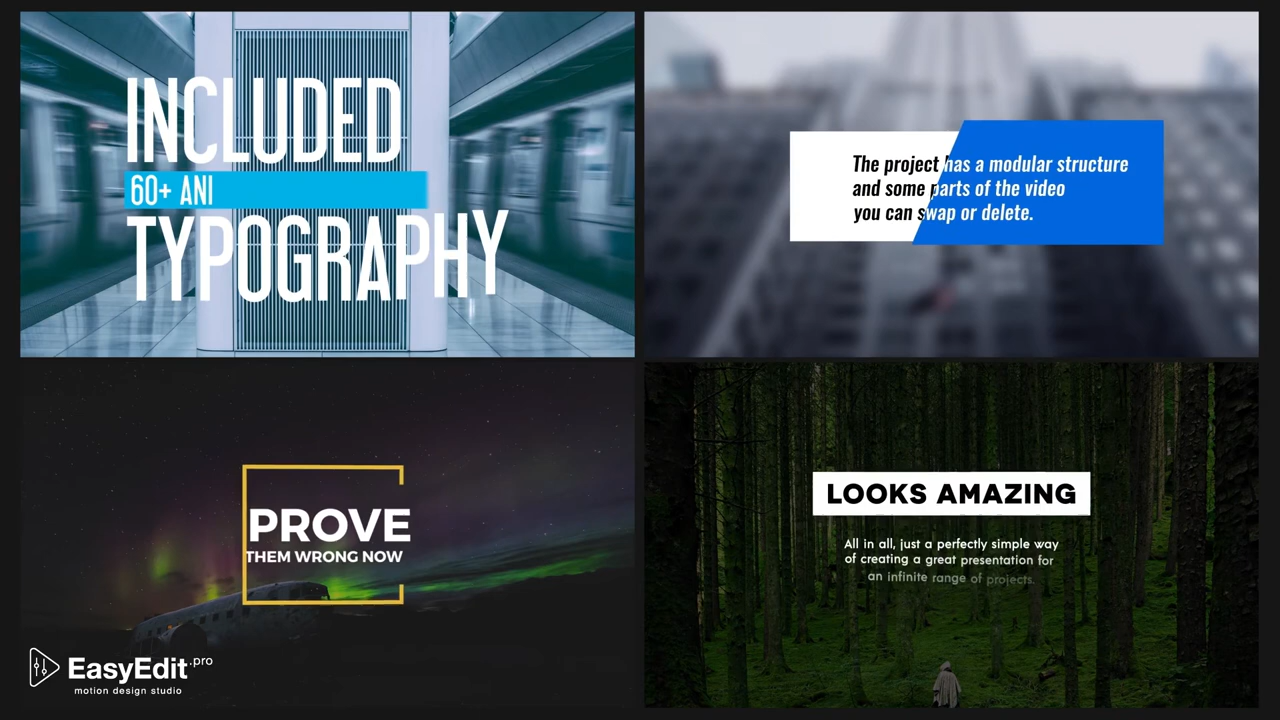 INCLUDED
60+ ANI
TYPOGRAPHY
The project has a modular structure
and some parts of the video
you can swap or delete.
PROVE
THEM WRONG NOW
LOOKS AMAZING
All in all, just a perfectly simple way
of creating a great presentation for
an infinite range of projects.
EasyEdit.pro
motion design studio